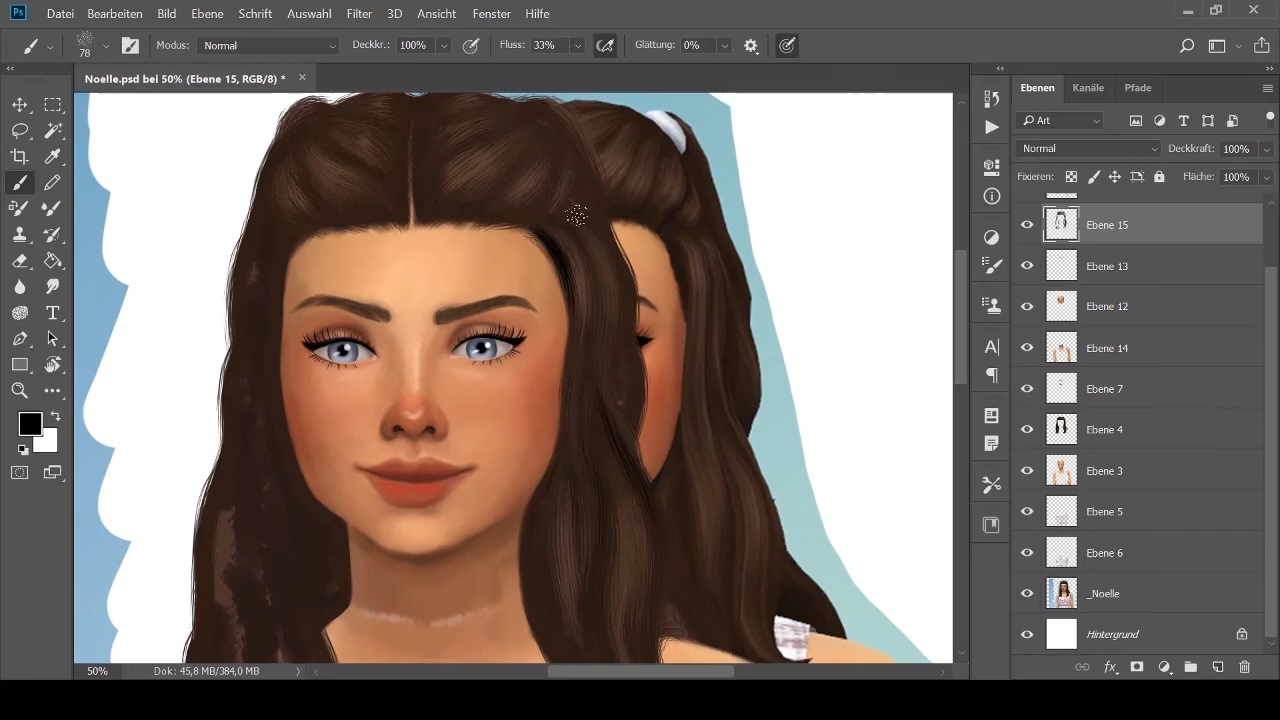 Ps Datei Bearbeiten Bild Ebene Schrift Auswahl Filter 3D Ansicht Fenster Hilfe
78 Modus: Normal Deckkr.: 100% Fluss: 33% Glättung: 0%
Noelle.psd bei 50% (Ebene 15, RGB/8) *
Ebenen Kanäle Pfade
Art
Normal Deckkraft: 100%
Fixieren: Fläche: 100%
Ebene 15
Ebene 13
Ebene 12
Ebene 14
Ebene 7
Ebene 4
Ebene 3
Ebene 5
Ebene 6
_Noelle
Hintergrund
50% Dok: 45,8 MB/384,0 MB